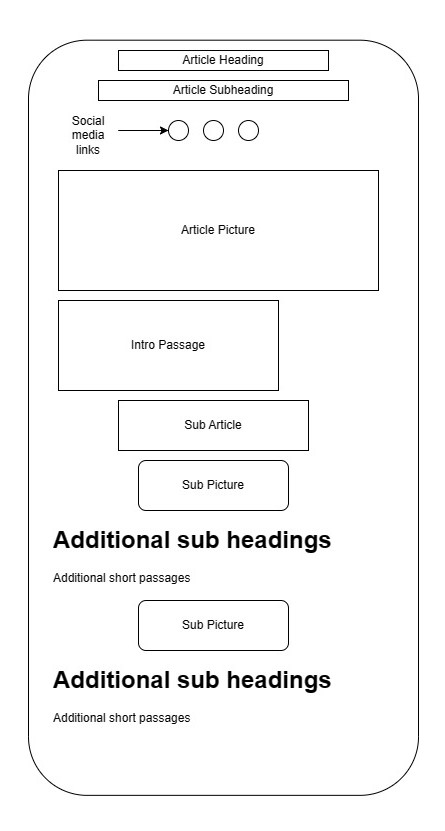 Article Heading
Article Subheading
Social
media
links
Article Picture
Intro Passage
Sub Article
Sub Picture
Additional sub headings
Additional short passages
Sub Picture
Additional sub headings
Additional short passages